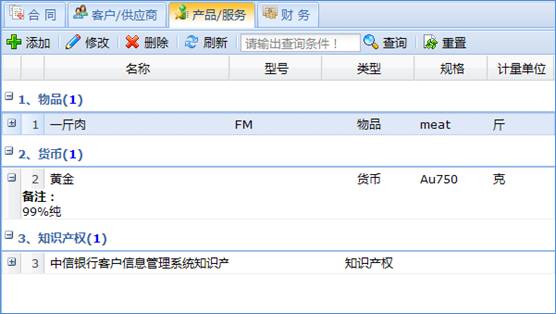 合 同 客户/供应商 产品/服务 财 务
添加 修改 删除 刷新 请输出查询条件！ 查询 重置
名称 型号 类型 规格 计量单位
1、物品(1)
1 一斤肉 FM 物品 meat 斤
2、货币(1)
2 黄金 货币 Au750 克
备注：
99%纯
3、知识产权(1)
3 中信银行客户信息管理系统知识产 知识产权